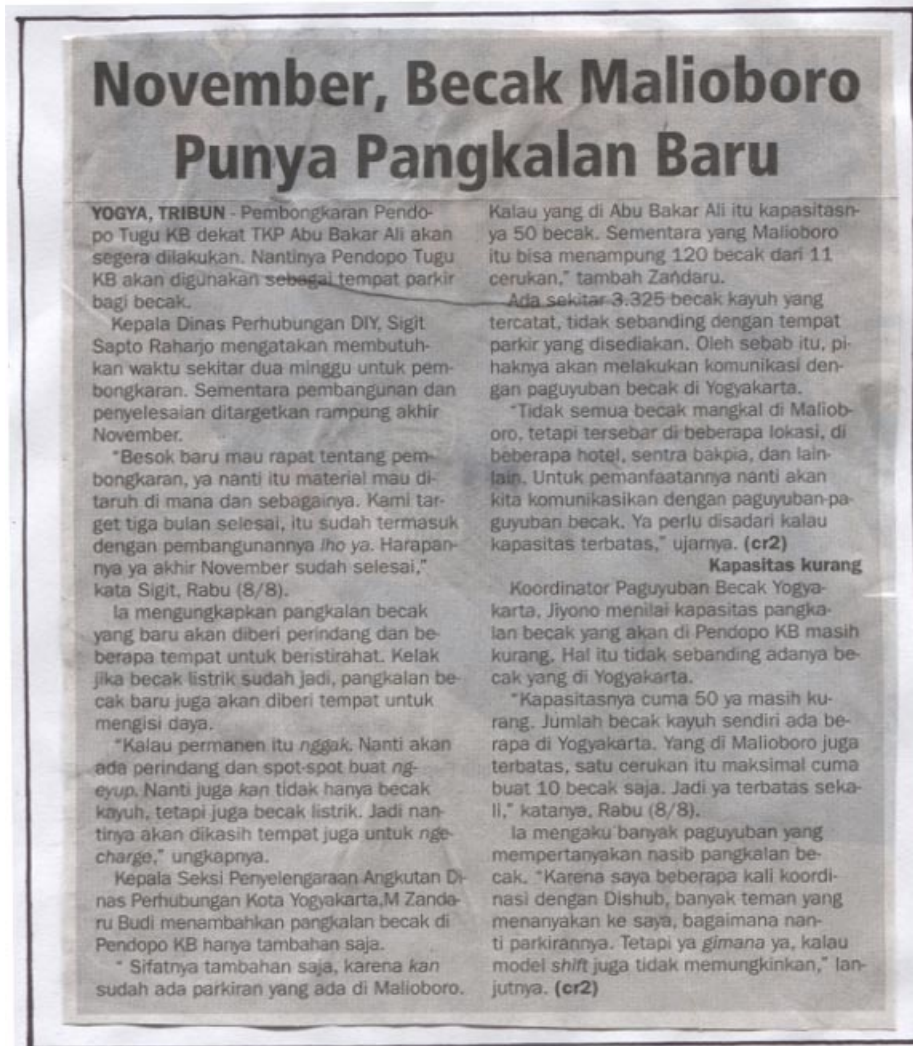 November, Becak Malioboro
Punya Pangkalan Baru
YOGYA, TRIBUN - Pembongkaran Pendo-
po Tugu KB dekat TKP Abu Bakar Ali akan
segera dilakukan. Nantinya Pendopo Tugu
KB akan digunakan sebagai tempat parkir
bagi becak.
Kepala Dinas Perhubungan DIY, Sigit
Sapto Raharjo mengatakan membutuh-
kan waktu sekitar dua minggu untuk pem-
bongkaran. Sementara pembangunan dan
penyelesaian ditargetkan rampung akhir
November.
"Besok baru mau rapat tentang pem-
bongkaran, ya nanti itu material mau di-
taruh di mana dan sebagainya. Kami tar-
get tiga bulan selesai, itu sudah termasuk
dengan pembangunannya lho ya. Harapan-
nya ya akhir November sudah selesai,"
kata Sigit, Rabu (8/8).
Ia mengungkapkan pangkalan becak
yang baru akan diberi perindang dan be-
berapa tempat untuk beristirahat. Kelak
jika becak listrik sudah jadi, pangkalan be-
cak baru juga akan diberi tempat untuk
mengisi daya.
"Kalau permanen itu nggak. Nanti akan
ada perindang dan spot-spot buat ng-
eyup. Nanti juga kan tidak hanya becak
kayuh, tetapi juga becak listrik. Jadi nan-
tinya akan dikasih tempat juga untuk nge-
charge," ungkapnya.
Kepala Seksi Penyelengaraan Angkutan Di-
nas Perhubungan Kota Yogyakarta,M Zanda-
ru Budi menambahkan pangkalan becak di
Pendopo KB hanya tambahan saja.
" Sifatnya tambahan saja, karena kan
sudah ada parkiran yang ada di Malioboro.
Kalau yang di Abu Bakar Ali itu kapasitasn-
ya 50 becak. Sementara yang Malioboro
itu bisa menampung 120 becak dari 11
cerukan," tambah Zandaru.
Ada sekitar 3.325 becak kayuh yang
tercatat, tidak sebanding dengan tempat
parkir yang disediakan. Oleh sebab itu, pi-
haknya akan melakukan komunikasi den-
gan paguyuban becak di Yogyakarta.
"Tidak semua becak mangkal di Maliob-
oro, tetapi tersebar di beberapa lokasi, di
beberapa hotel, sentra bakpia, dan lain-
lain. Untuk pemanfaatannya nanti akan
kita komunikasikan dengan paguyuban-pa-
guyuban becak. Ya perlu disadari kalau
kapasitas terbatas," ujarnya. (cr2)
Kapasitas kurang
Koordinator Paguyuban Becak Yogya-
karta, Jiyono menilai kapasitas pangka-
lan becak yang akan di Pendopo KB masih
kurang. Hal itu tidak sebanding adanya be-
cak yang di Yogyakarta.
"Kapasitasnya cuma 50 ya masih ku-
rang. Jumlah becak kayuh sendiri ada be-
rapa di Yogyakarta. Yang di Malioboro juga
terbatas, satu cerukan itu maksimal cuma
buat 10 becak saja. Jadi ya terbatas seka-
li," katanya, Rabu (8/8).
Ia mengaku banyak paguyuban yang
mempertanyakan nasib pangkalan be-
cak. "Karena saya beberapa kali koordi-
nasi dengan Dishub, banyak teman yang
menanyakan ke saya, bagaimana nan-
ti parkirannya. Tetapi ya gimana ya, kalau
model shift juga tidak memungkinkan," lan-
jutnya. (cr2)